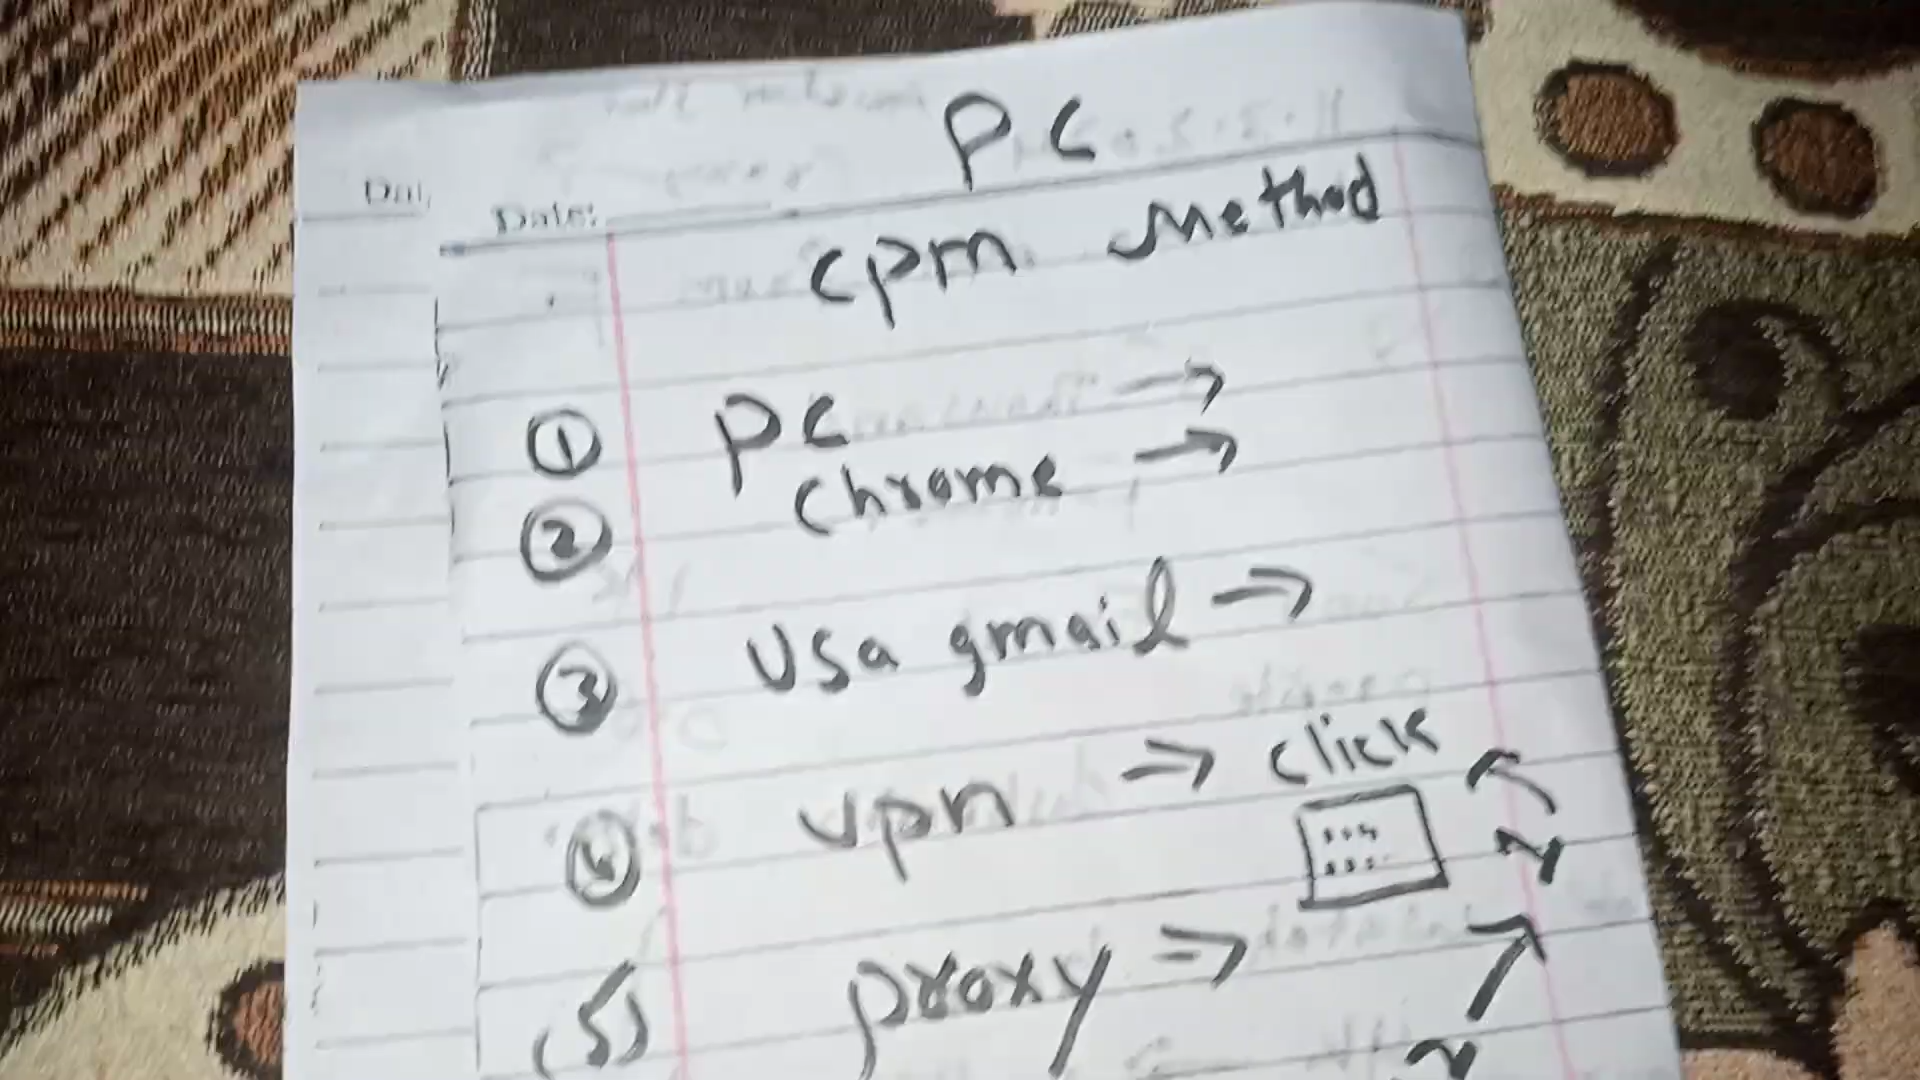 PC
Date:
cpm Method
① PC →
② Chrome →
③ Usa gmail →
④ vpn → click
(5) proxy →